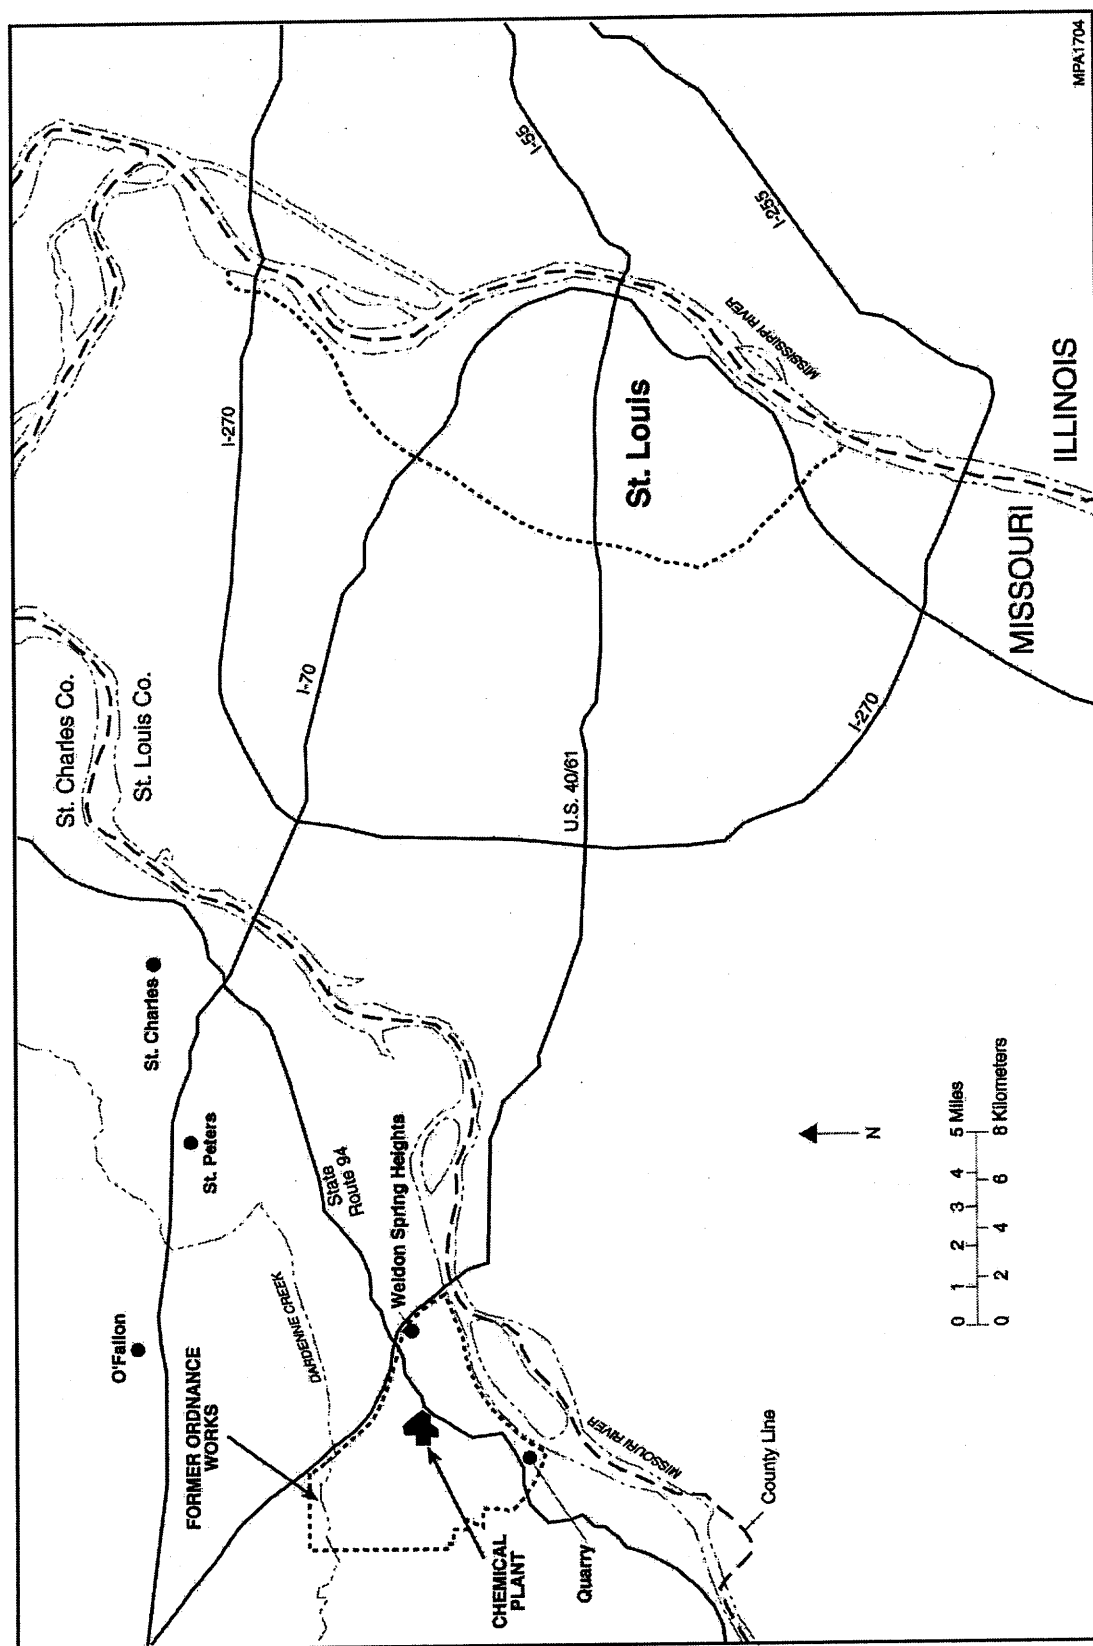 St. Charles Co.
St. Louis Co.
O'Fallon
St. Peters
St. Charles
FORMER ORDNANCE
WORKS
DARDENNE CREEK
State
Route 94
Weldon Spring Heights
I-70
I-270
I-55
I-255
U.S. 40/61
St. Louis
MISSISSIPPI RIVER
CHEMICAL
PLANT
Quarry
MISSOURI RIVER
County Line
I-270
MISSOURI
ILLINOIS
N
0 1 2 3 4 5 Miles
0 2 4 6 8 Kilometers
MPA1704